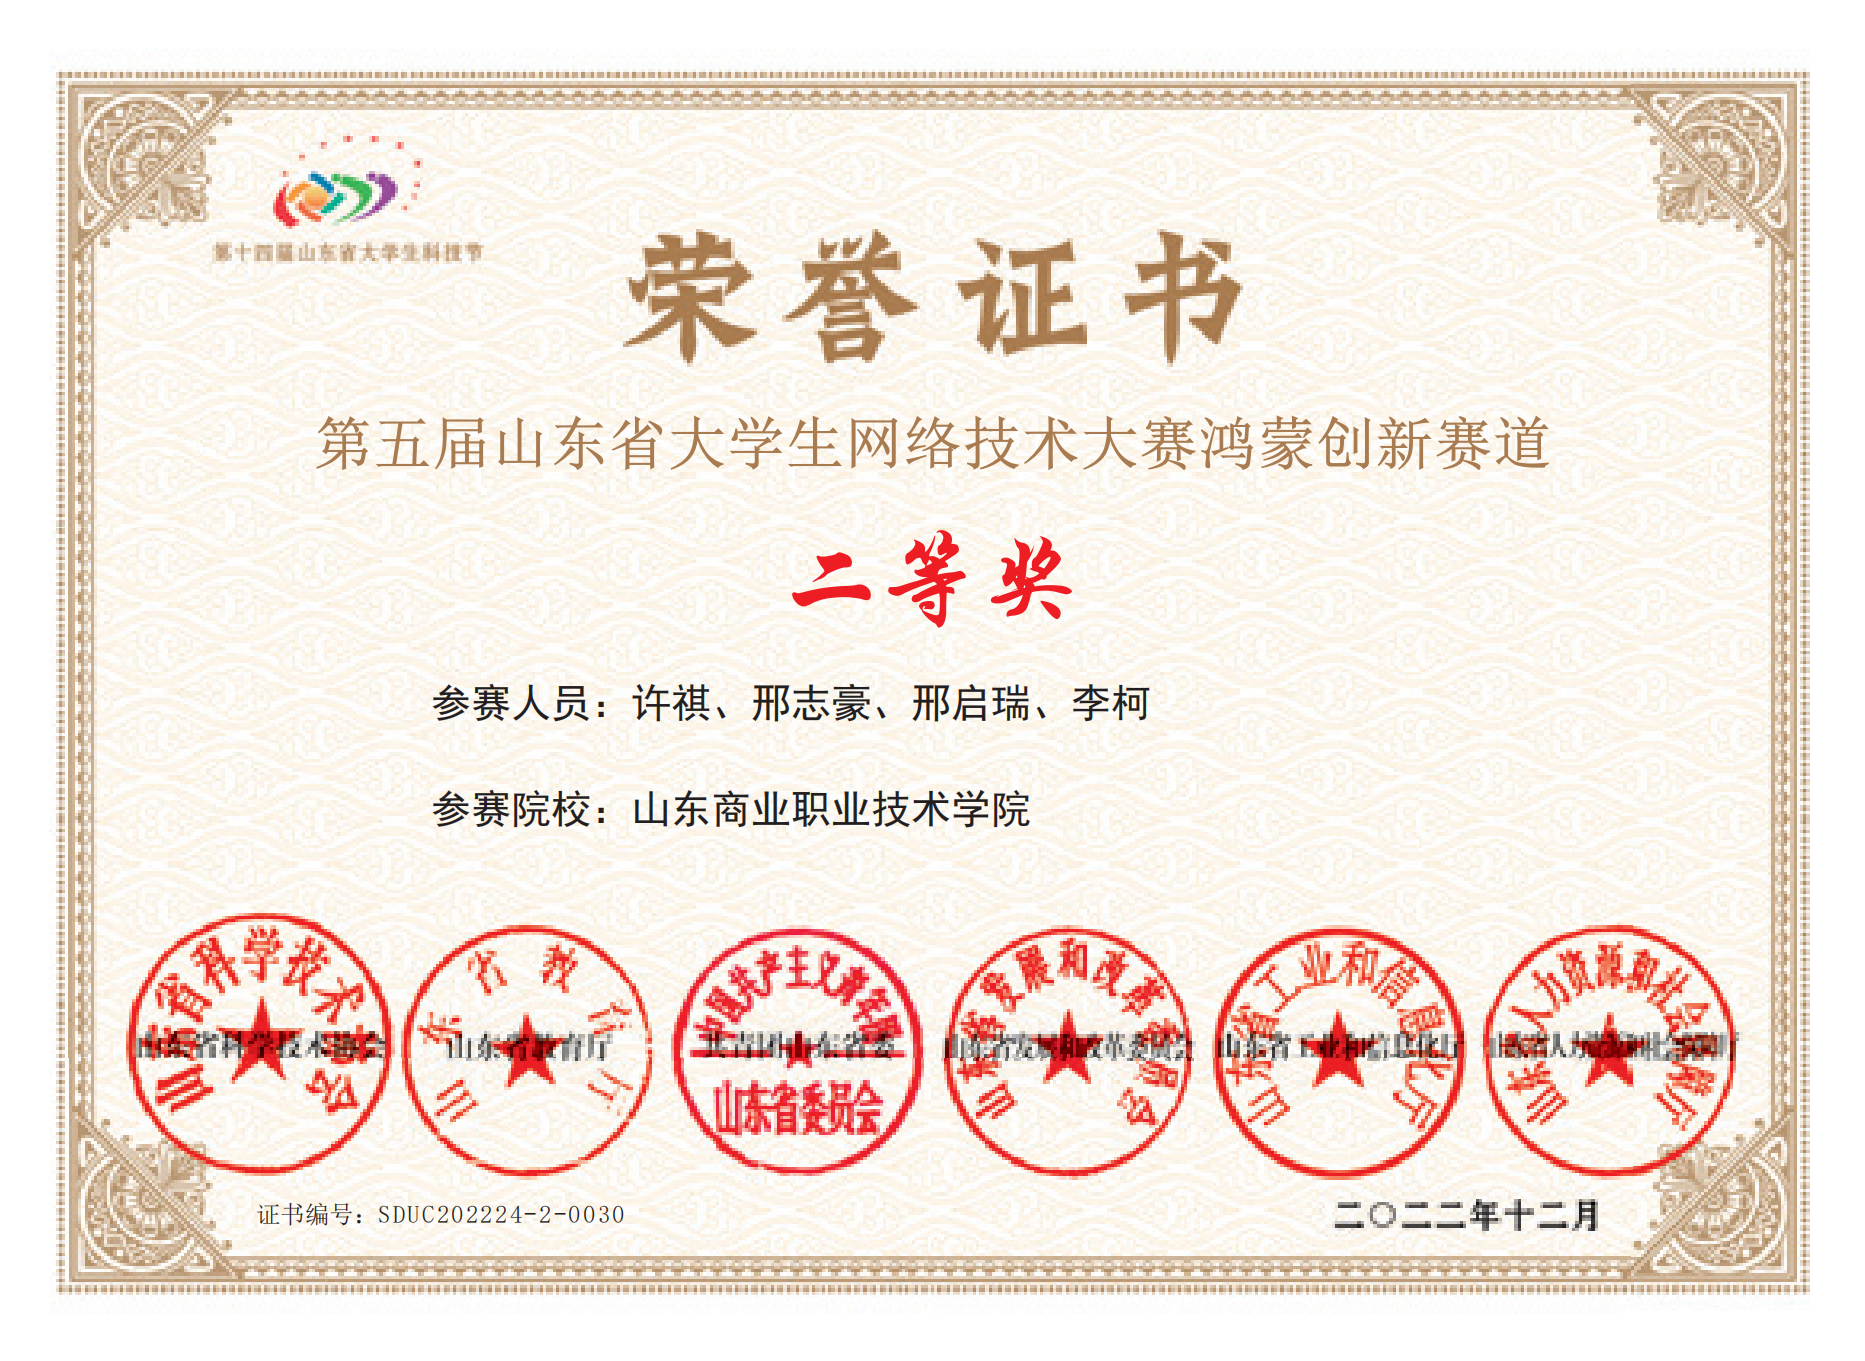 第十四届山东省大学生科技节
荣誉证书
第五届山东省大学生网络技术大赛鸿蒙创新赛道
二等奖
参赛人员：许祺、邢志豪、邢启瑞、李柯
参赛院校：山东商业职业技术学院
山东省科学技术协会
山东省科学技术协会
山东省教育厅
山东省教育厅
中国共产主义青年团
共青团山东省委
山东省委员会
山东省发展和改革委员会
山东省发展和改革委员会
山东省工业和信息化厅
山东省工业和信息化厅
山东省人力资源和社会保障厅
山东省人力资源和社会保障厅
证书编号：SDUC202224-2-0030
二〇二二年十二月